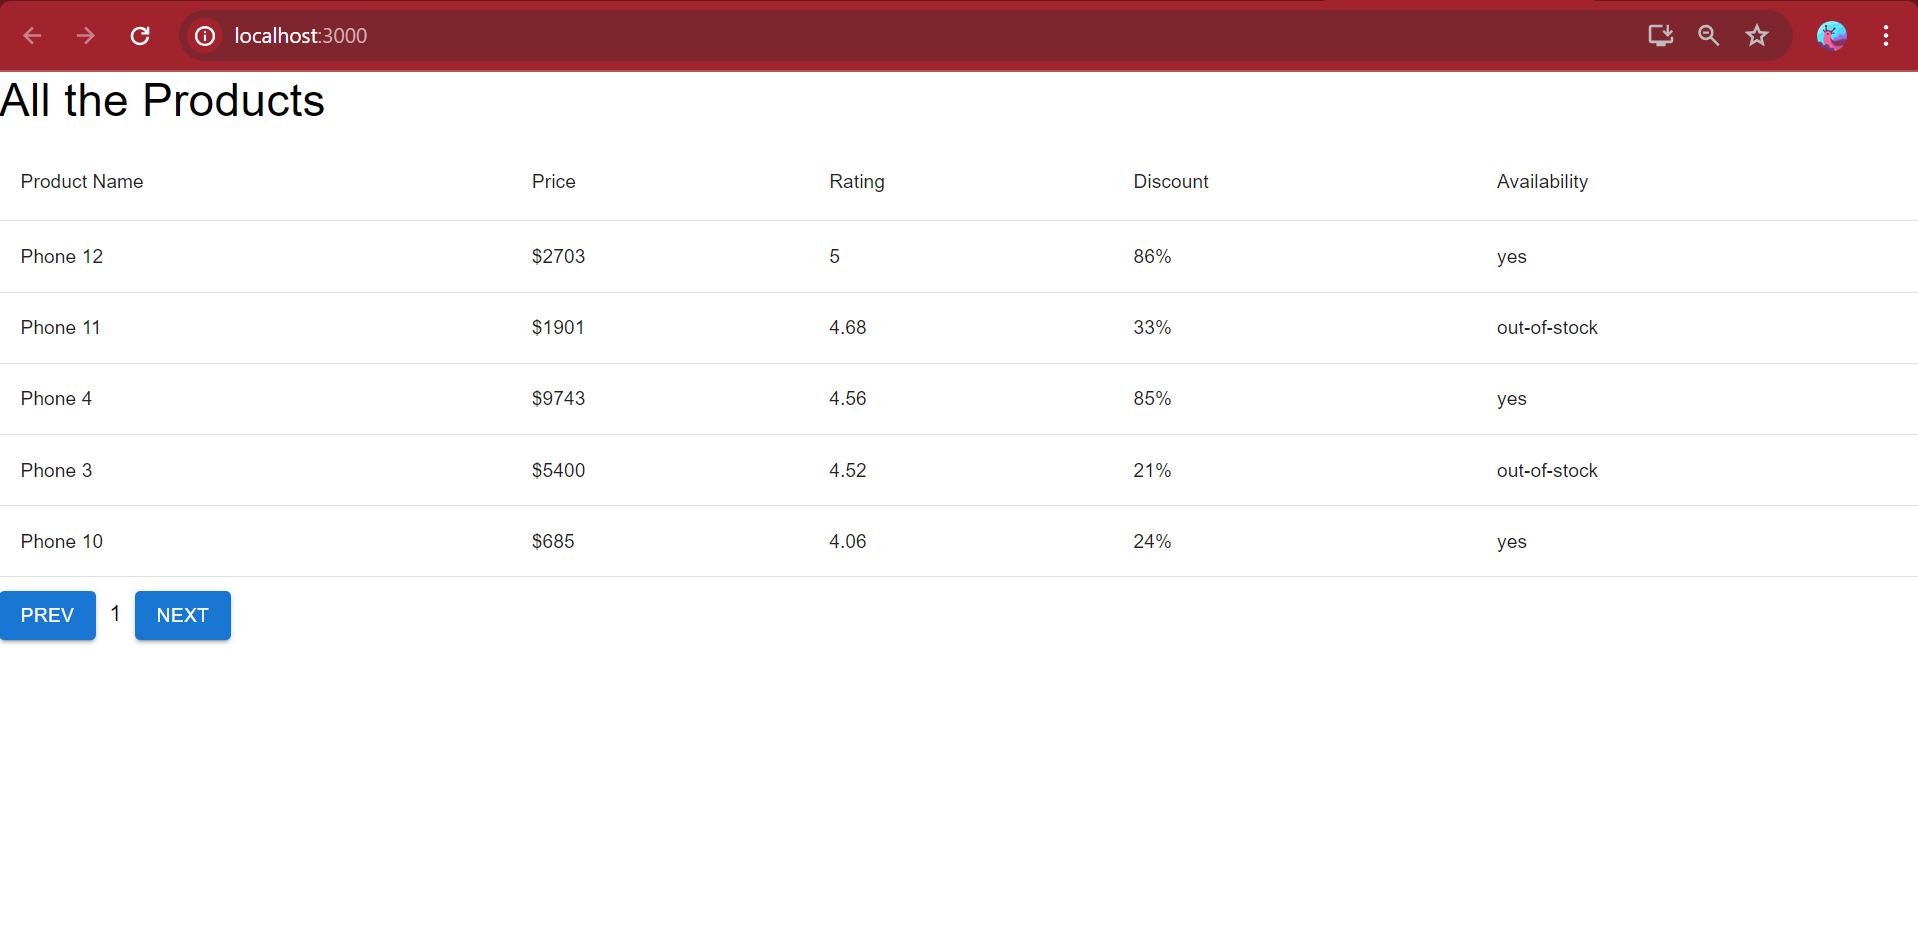 localhost:3000
All the Products
Product Name Price Rating Discount Availability
Phone 12 $2703 5 86% yes
Phone 11 $1901 4.68 33% out-of-stock
Phone 4 $9743 4.56 85% yes
Phone 3 $5400 4.52 21% out-of-stock
Phone 10 $685 4.06 24% yes
PREV 1 NEXT